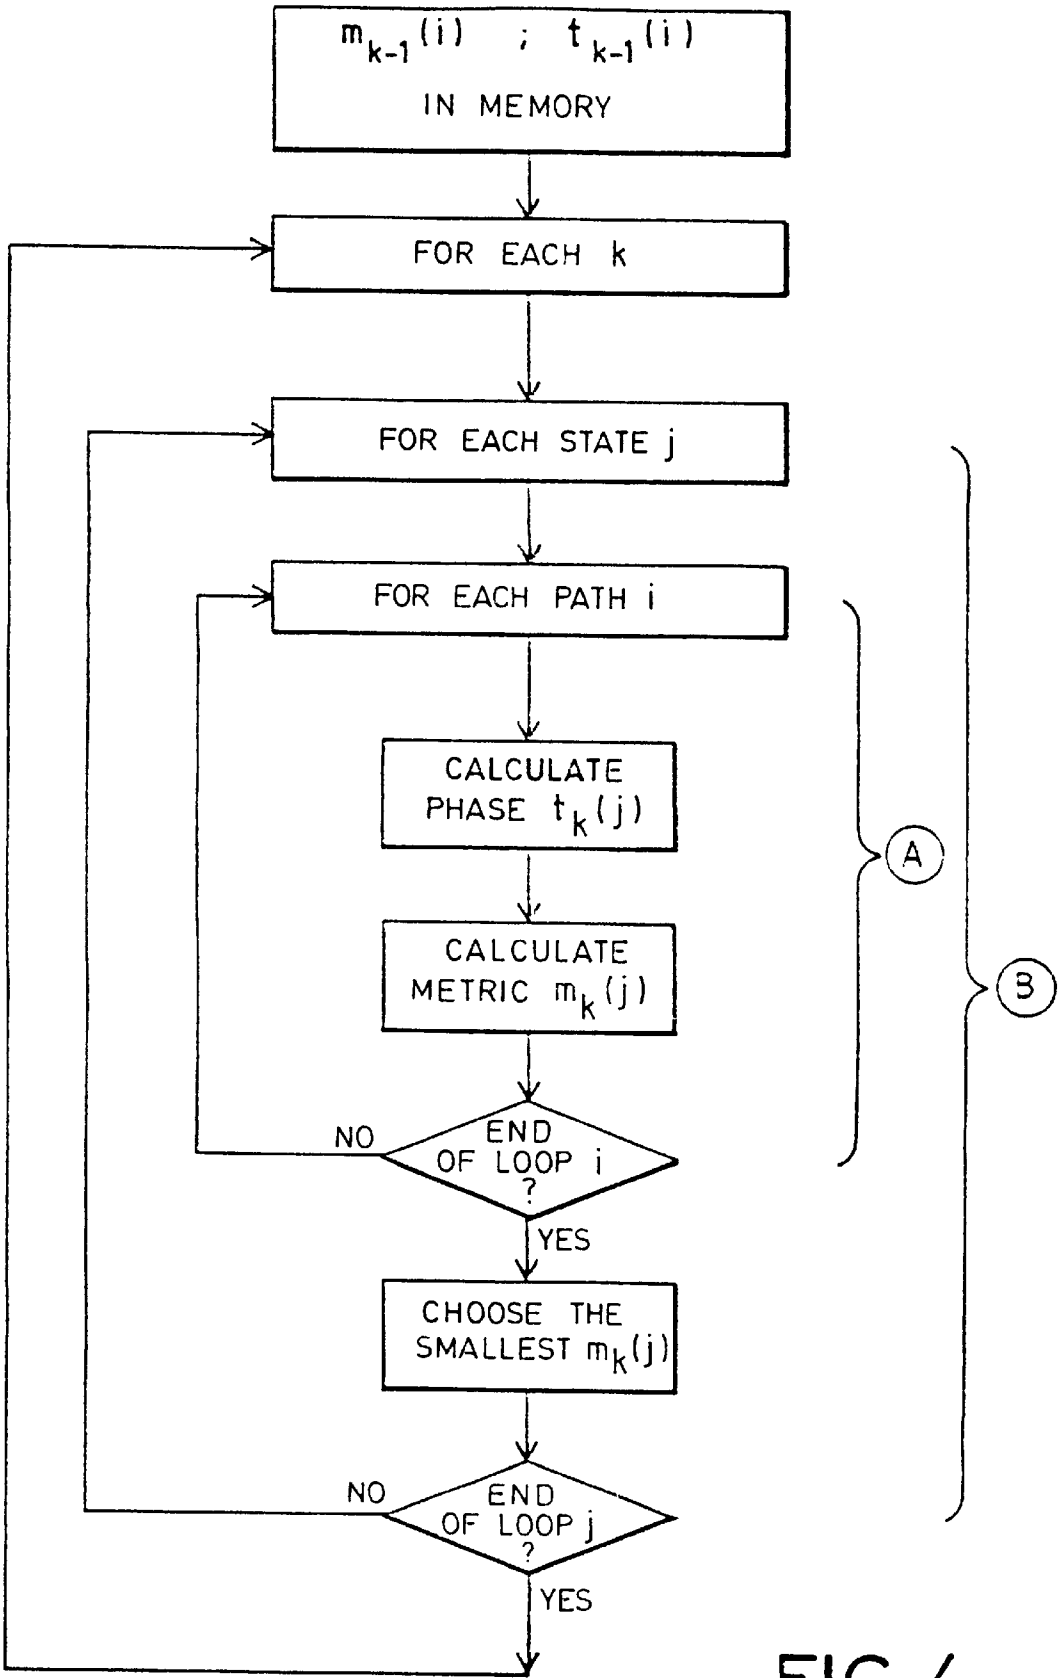 m_{k-1}(i) ; t_{k-1}(i)
IN MEMORY
FOR EACH k
FOR EACH STATE j
FOR EACH PATH i
CALCULATE
PHASE t_k(j)
A
CALCULATE
METRIC m_k(j)
B
NO
END
OF LOOP i
?
YES
CHOOSE THE
SMALLEST m_k(j)
NO
END
OF LOOP j
?
YES
FIG.